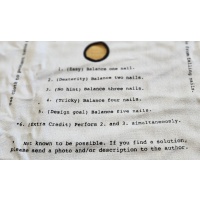 1. (Easy) Balance one nail.
2. (Dexterity) Balance two nails.
3. (No Hint) Balance three nails.
4. (Tricky) Balance four nails.
5. (Design goal) Balance five nails.
*6. (Extra Credit) Perform 2. and 3. simultaneously.
* Not known to be possible. If you find a solution,
please send a photo and/or description to the author.
from falling nails.